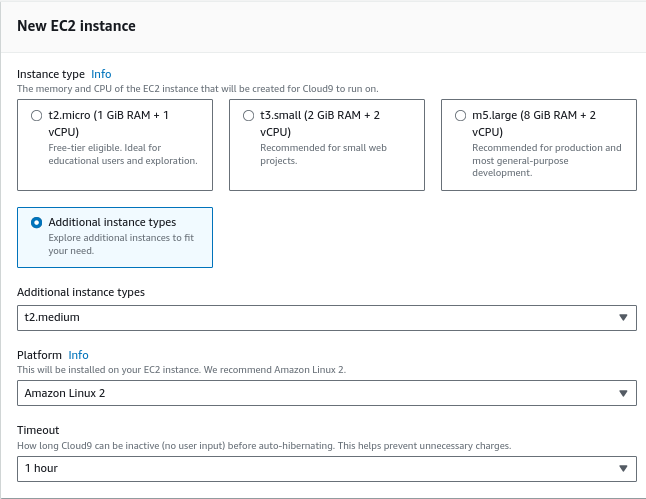 New EC2 instance
Instance type Info
The memory and CPU of the EC2 instance that will be created for Cloud9 to run on.
t2.micro (1 GiB RAM + 1
vCPU)
Free-tier eligible. Ideal for
educational users and exploration.
t3.small (2 GiB RAM + 2
vCPU)
Recommended for small web
projects.
m5.large (8 GiB RAM + 2
vCPU)
Recommended for production and
most general-purpose
development.
Additional instance types
Explore additional instances to fit
your need.
Additional instance types
t2.medium
Platform Info
This will be installed on your EC2 instance. We recommend Amazon Linux 2.
Amazon Linux 2
Timeout
How long Cloud9 can be inactive (no user input) before auto-hibernating. This helps prevent unnecessary charges.
1 hour